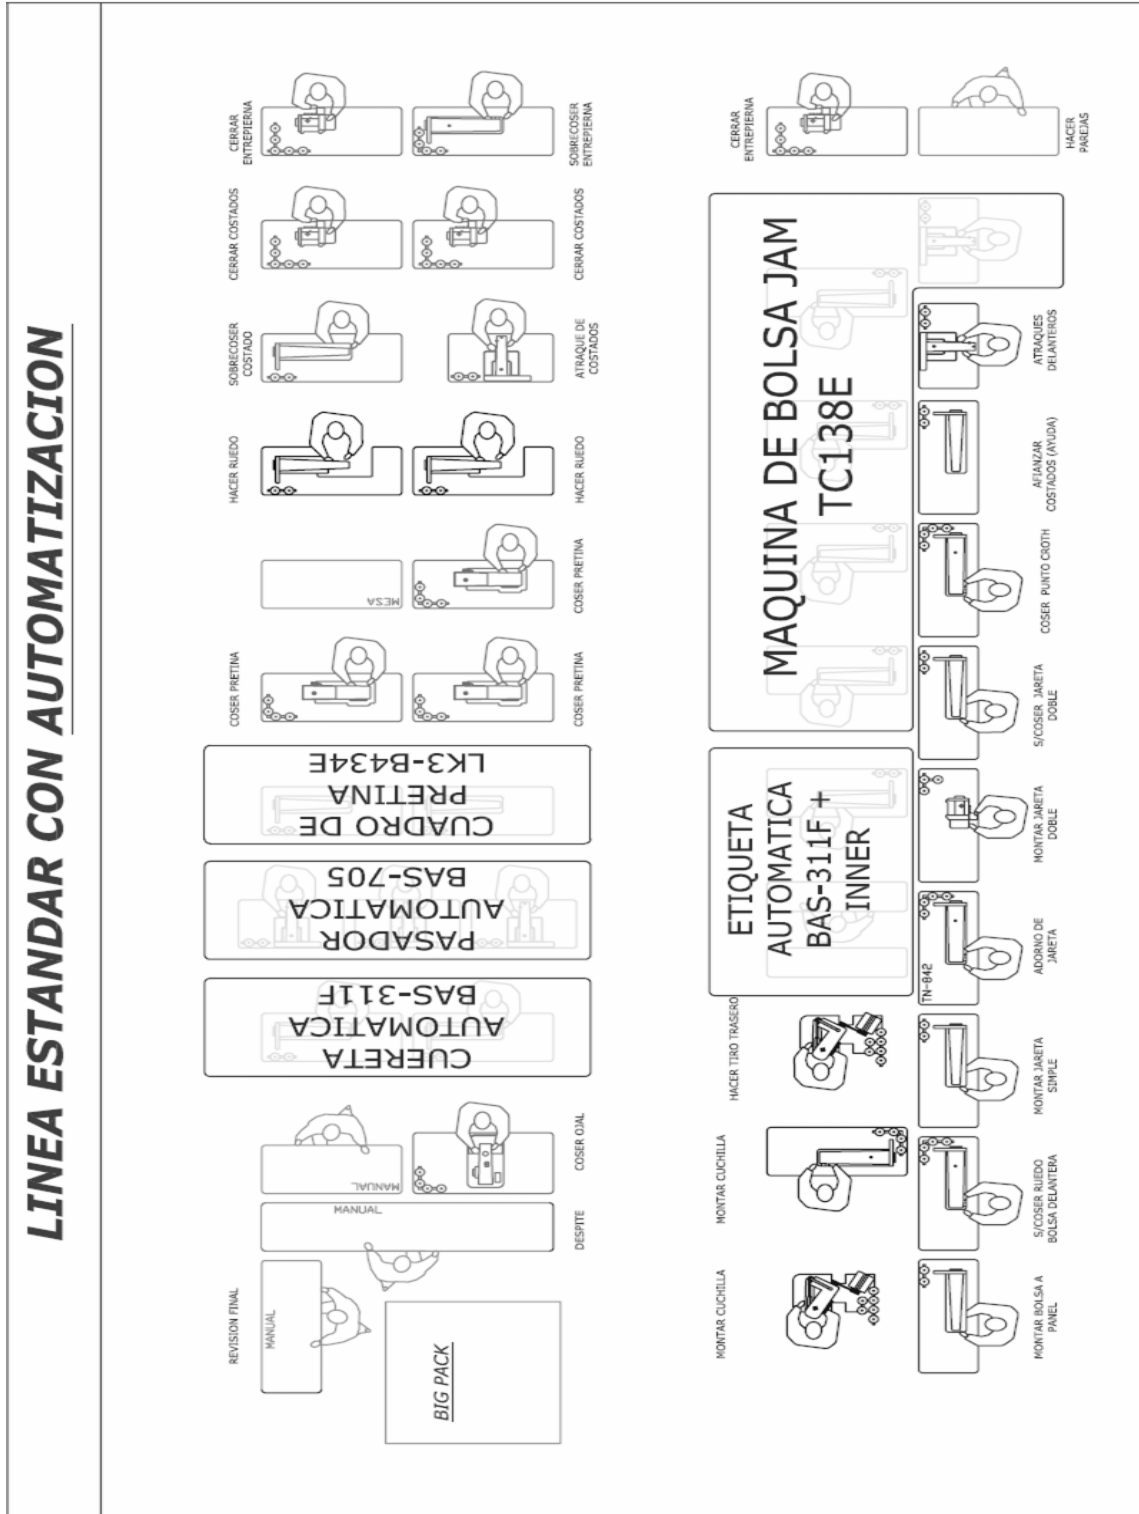 LINEA ESTANDAR CON AUTOMATIZACION
REVISION FINAL
COSER PRETINA
HACER RUEDO
SOBRECOSER
COSTADO
CERRAR COSTADOS
CERRAR
ENTREPIERNA
MANUAL
MANUAL
MANUAL
CUERETA
AUTOMATICA
BAS-311F
PASADOR
AUTOMATICA
BAS-705
CUADRO DE
PRETINA
LK3-B434E
MESA
BIG PACK
DESPITE
COSER OJAL
COSER PRETINA
COSER PRETINA
HACER RUEDO
ATRAQUE DE
COSTADOS
CERRAR COSTADOS
SOBRECOSER
ENTREPIERNA
MONTAR CUCHILLA
MONTAR CUCHILLA
HACER TIRO TRASERO
CERRAR
ENTREPIERNA
ETIQUETA
AUTOMATICA
BAS-311F +
INNER
MAQUINA DE BOLSA JAM
TC138E
TN-842
MONTAR BOLSA A
PANEL
S/COSER RUEDO
BOLSA DELANTERA
MONTAR JARETA
SIMPLE
ADORNO DE
JARETA
MONTAR JARETA
DOBLE
S/COSER JARETA
DOBLE
COSER PUNTO CROTH
AFIANZAR
COSTADOS (AYUDA)
ATRAQUES
DELANTEROS
HACER
PAREJAS